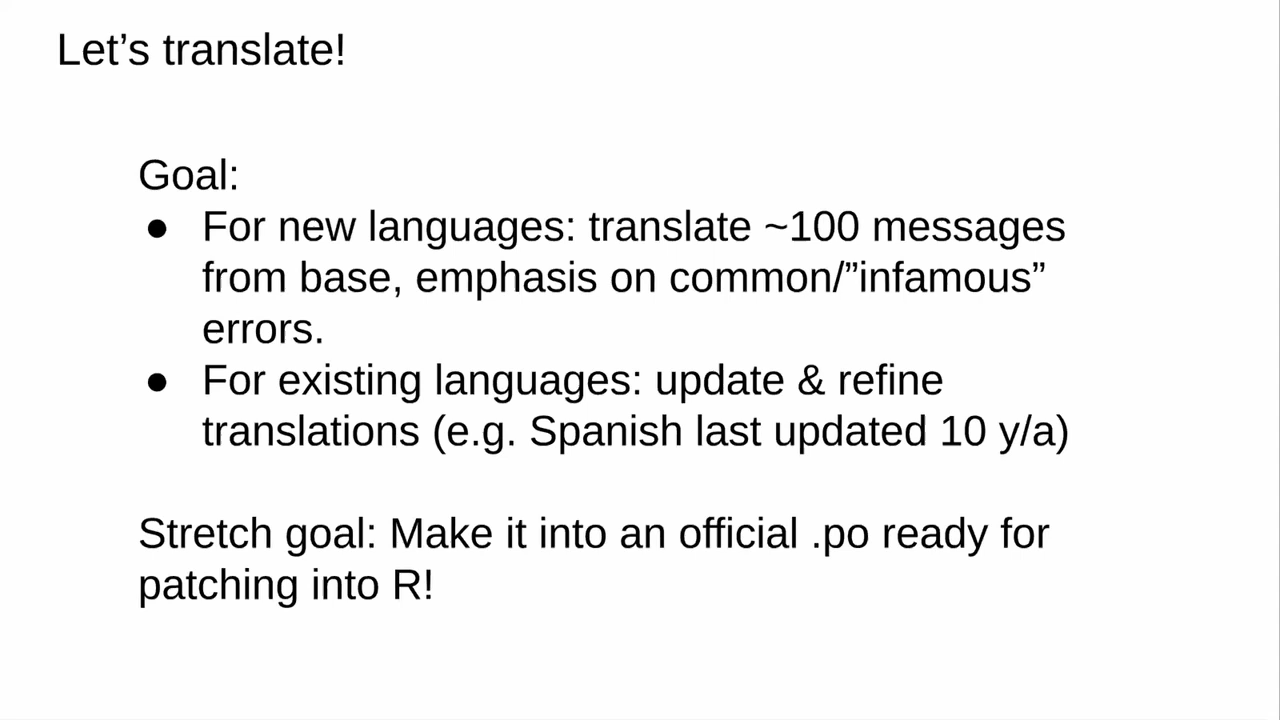 Let’s translate!
Goal:
● For new languages: translate ~100 messages
from base, emphasis on common/”infamous”
errors.
● For existing languages: update & refine
translations (e.g. Spanish last updated 10 y/a)
Stretch goal: Make it into an official .po ready for
patching into R!